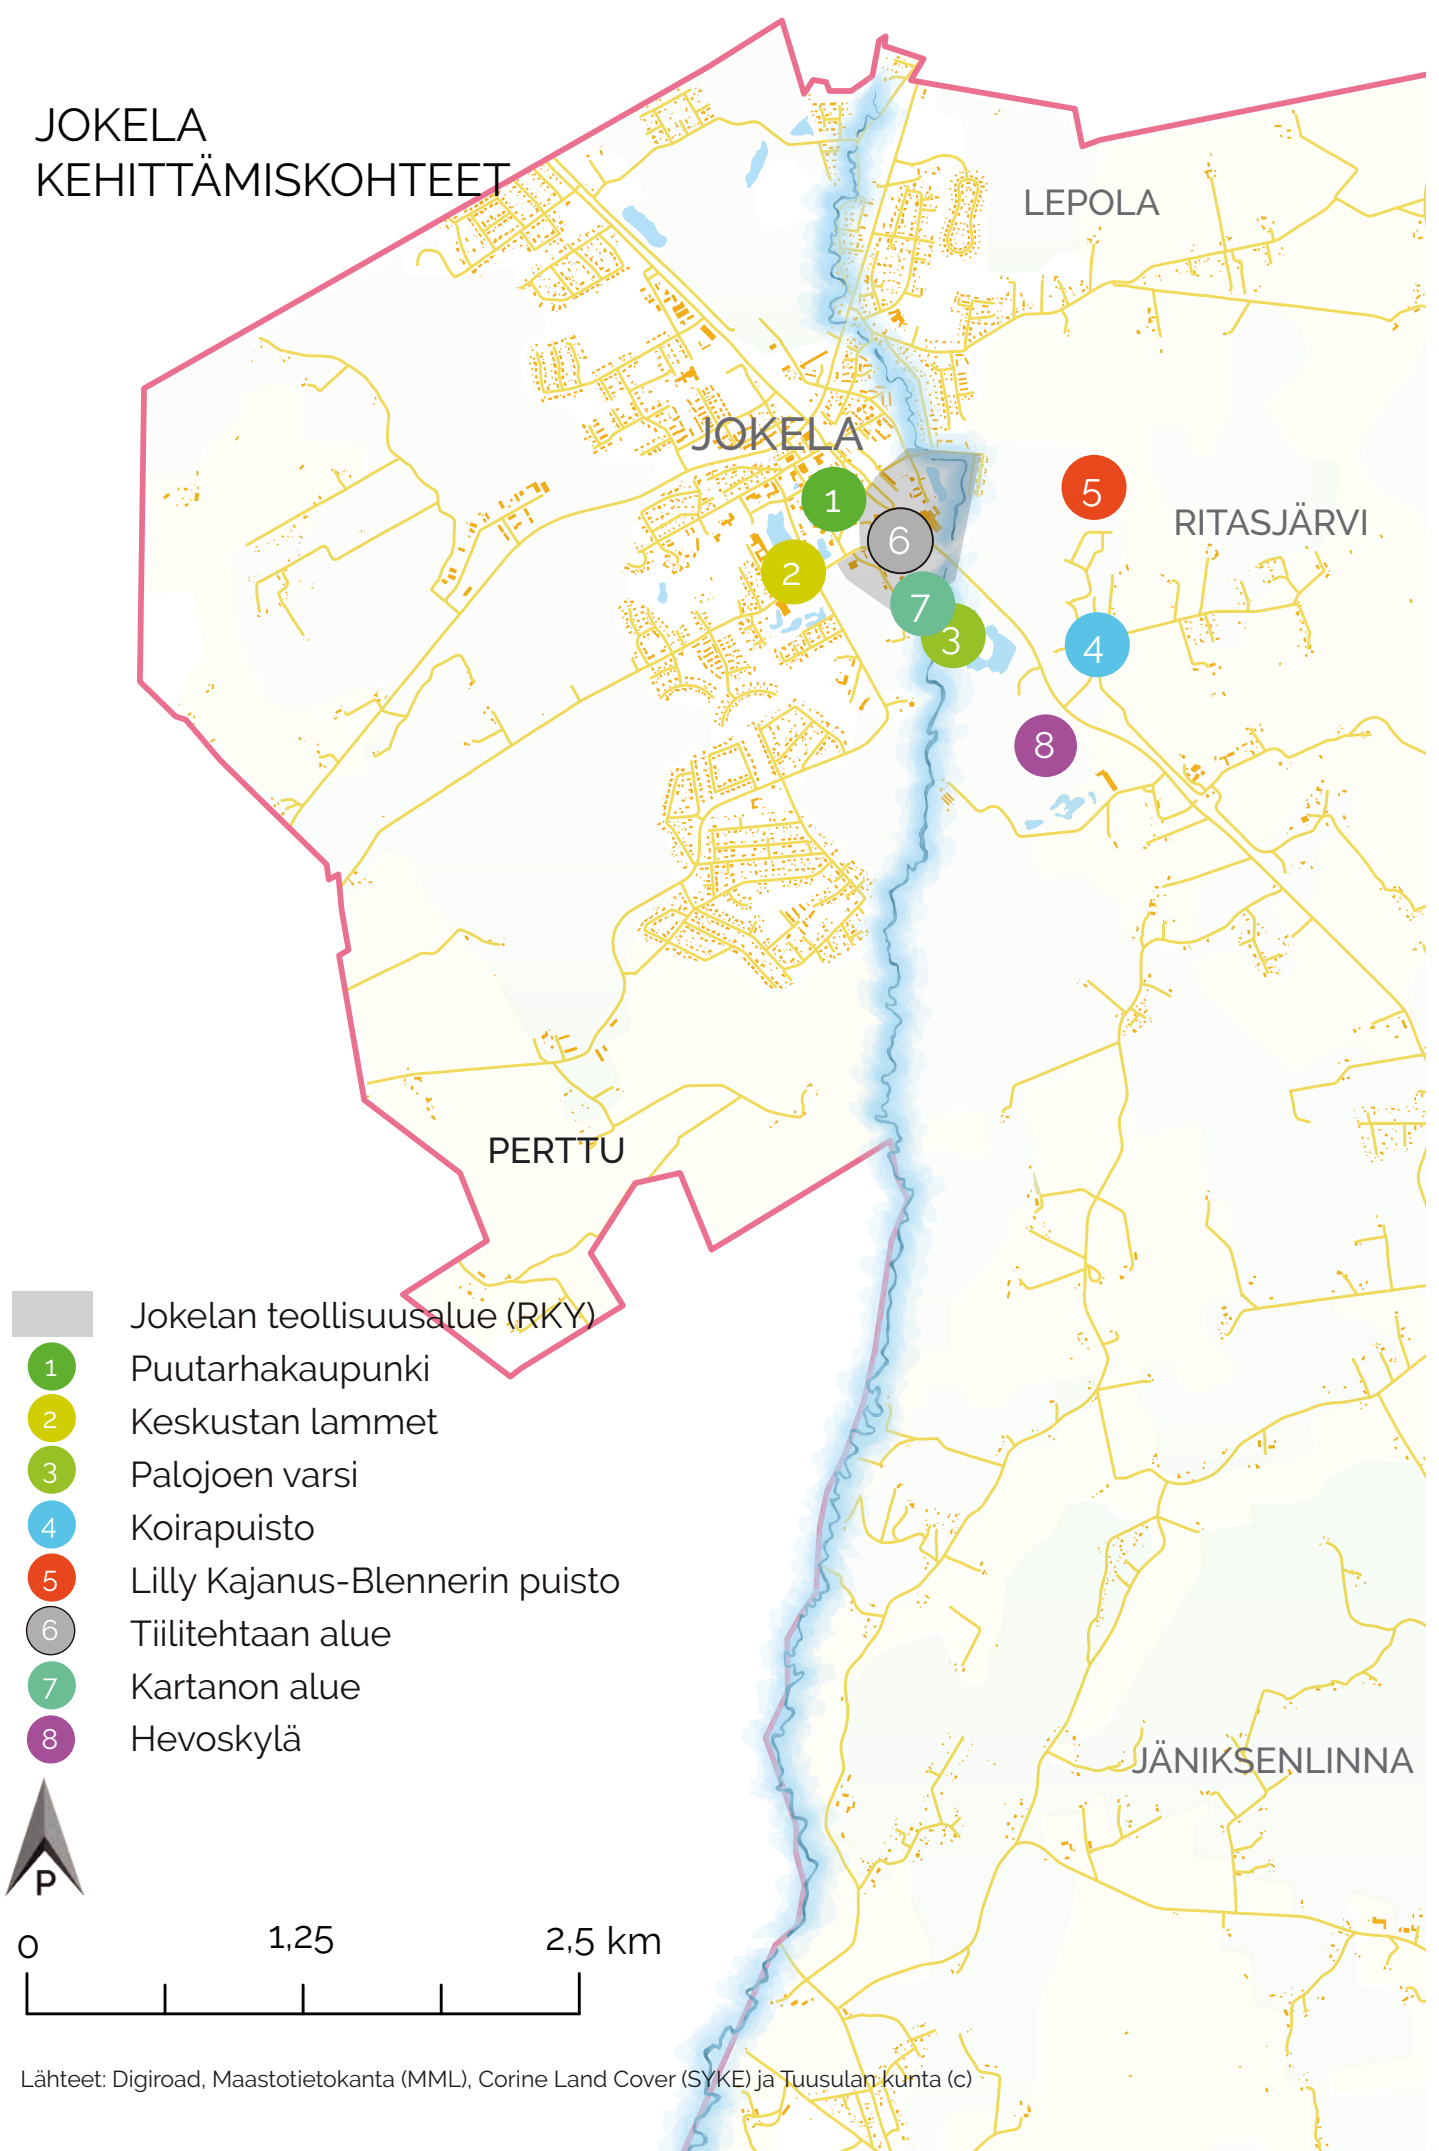 JOKELA
KEHITTÄMISKOHTEET
LEPOLA
JOKELA
1
5
RITASJÄRVI
6
2
7
3
4
8
PERTTU
Jokelan teollisuusalue (RKY)
1 Puutarhakaupunki
2 Keskustan lammet
3 Palojoen varsi
4 Koirapuisto
5 Lilly Kajanus-Blennerin puisto
6 Tiilitehtaan alue
7 Kartanon alue
8 Hevoskylä
JÄNIKSENLINNA
P
0 1,25 2,5 km
Lähteet: Digiroad, Maastotietokanta (MML), Corine Land Cover (SYKE) ja Tuusulan kunta (c)